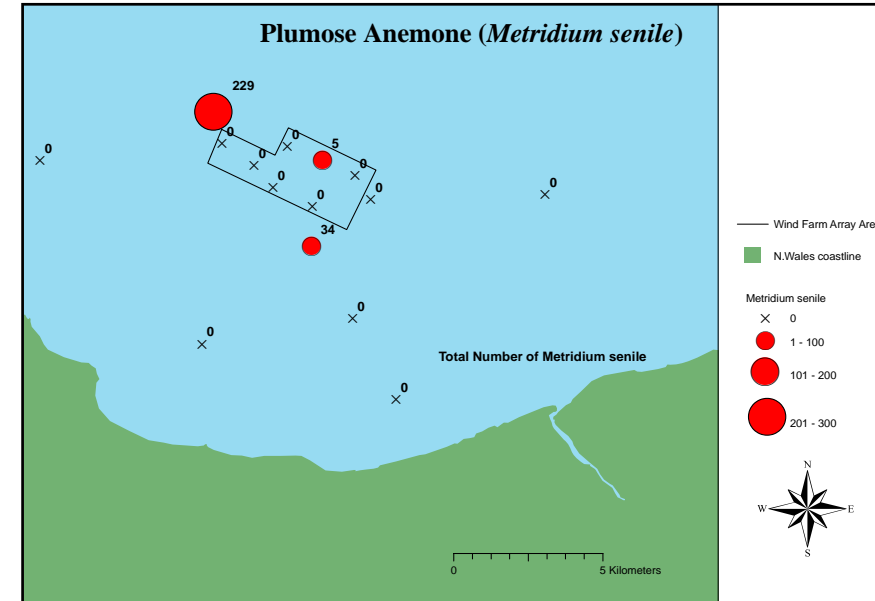 Plumose Anemone (Metridium senile)
229
0
0
5
0
0
0
0
0
0
0
34
0
0
Total Number of Metridium senile
0
0
5 Kilometers
Wind Farm Array Are
N.Wales coastline
Metridium senile
0
1 - 100
101 - 200
201 - 300
N
W
E
S